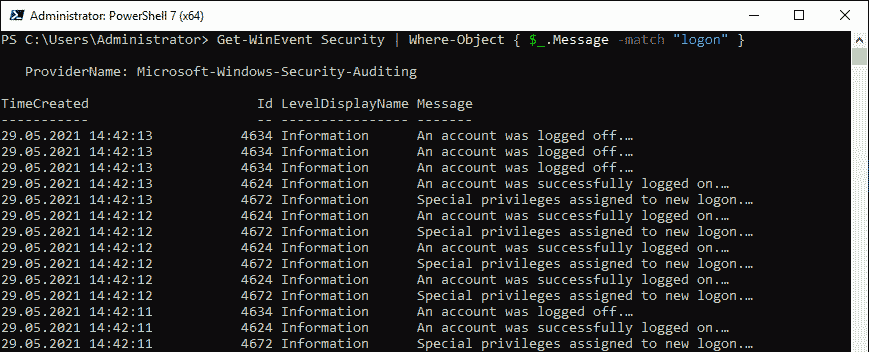 Administrator: PowerShell 7 (x64)
PS C:\Users\Administrator> Get-WinEvent Security | Where-Object { $_.Message -match "logon" }
ProviderName: Microsoft-Windows-Security-Auditing
TimeCreated Id LevelDisplayName Message
----------- -- ---------------- -------
29.05.2021 14:42:13 4634 Information An account was logged off.…
29.05.2021 14:42:13 4634 Information An account was logged off.…
29.05.2021 14:42:13 4634 Information An account was logged off.…
29.05.2021 14:42:13 4624 Information An account was successfully logged on.…
29.05.2021 14:42:13 4672 Information Special privileges assigned to new logon.…
29.05.2021 14:42:12 4624 Information An account was successfully logged on.…
29.05.2021 14:42:12 4672 Information Special privileges assigned to new logon.…
29.05.2021 14:42:12 4624 Information An account was successfully logged on.…
29.05.2021 14:42:12 4672 Information Special privileges assigned to new logon.…
29.05.2021 14:42:12 4624 Information An account was successfully logged on.…
29.05.2021 14:42:12 4672 Information Special privileges assigned to new logon.…
29.05.2021 14:42:11 4634 Information An account was logged off.…
29.05.2021 14:42:11 4624 Information An account was successfully logged on.…
29.05.2021 14:42:11 4672 Information Special privileges assigned to new logon.…